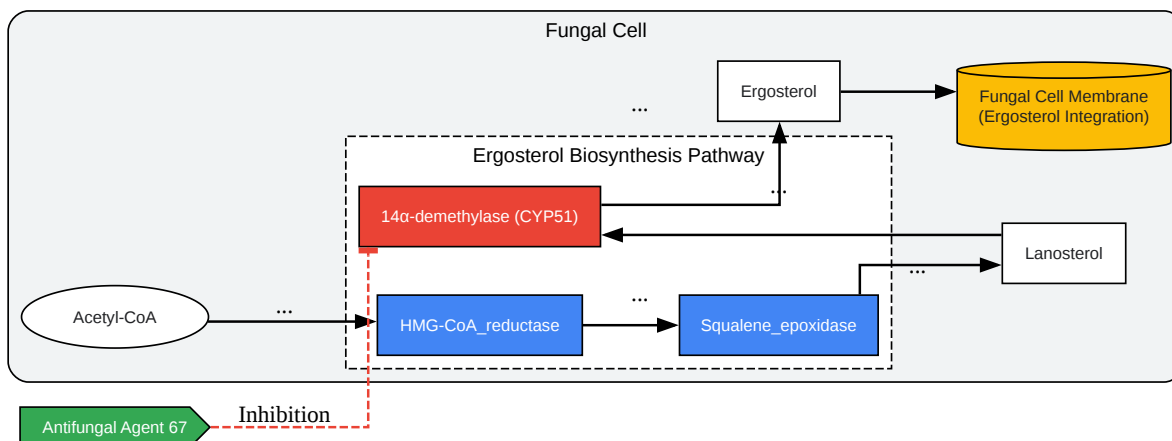 Fungal Cell
Ergosterol
Fungal Cell Membrane
(Ergosterol Integration)
...
Ergosterol Biosynthesis Pathway
...
14α-demethylase (CYP51)
Lanosterol
...
...
...
Acetyl-CoA
HMG-CoA_reductase
Squalene_epoxidase
Inhibition
Antifungal Agent 67